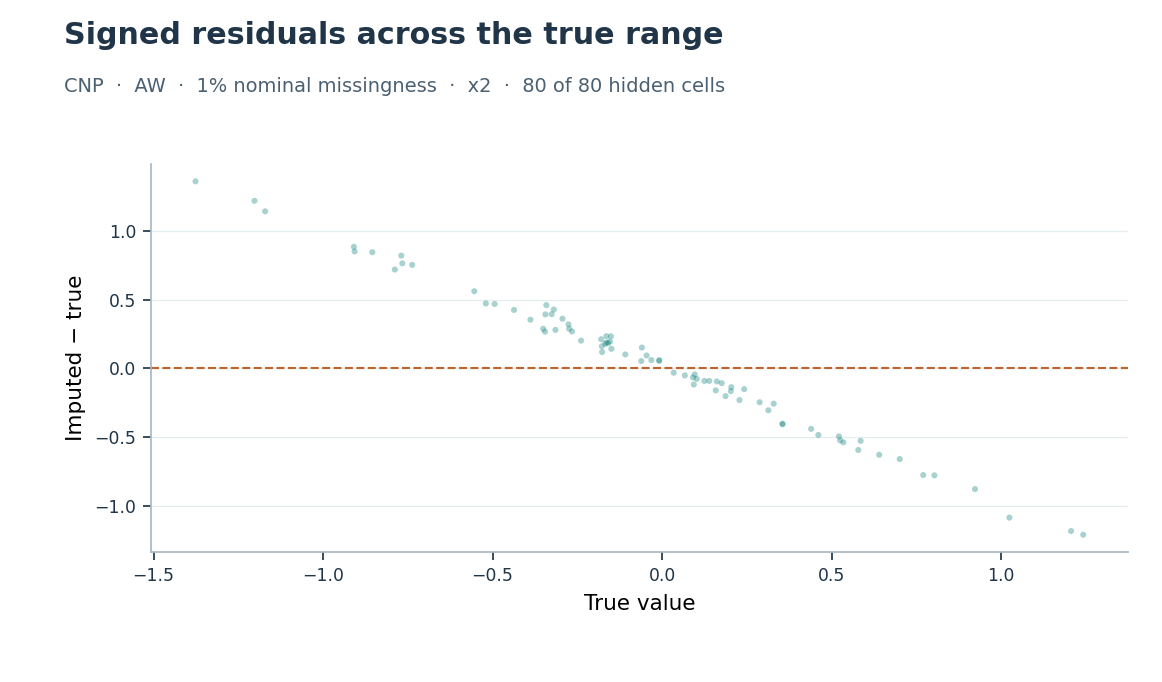 Signed residuals across the true range
CNP · AW · 1% nominal missingness · x2 · 80 of 80 hidden cells
Imputed − true
1.0
0.5
0.0
−0.5
−1.0
−1.5
−1.0
−0.5
0.0
0.5
1.0
True value